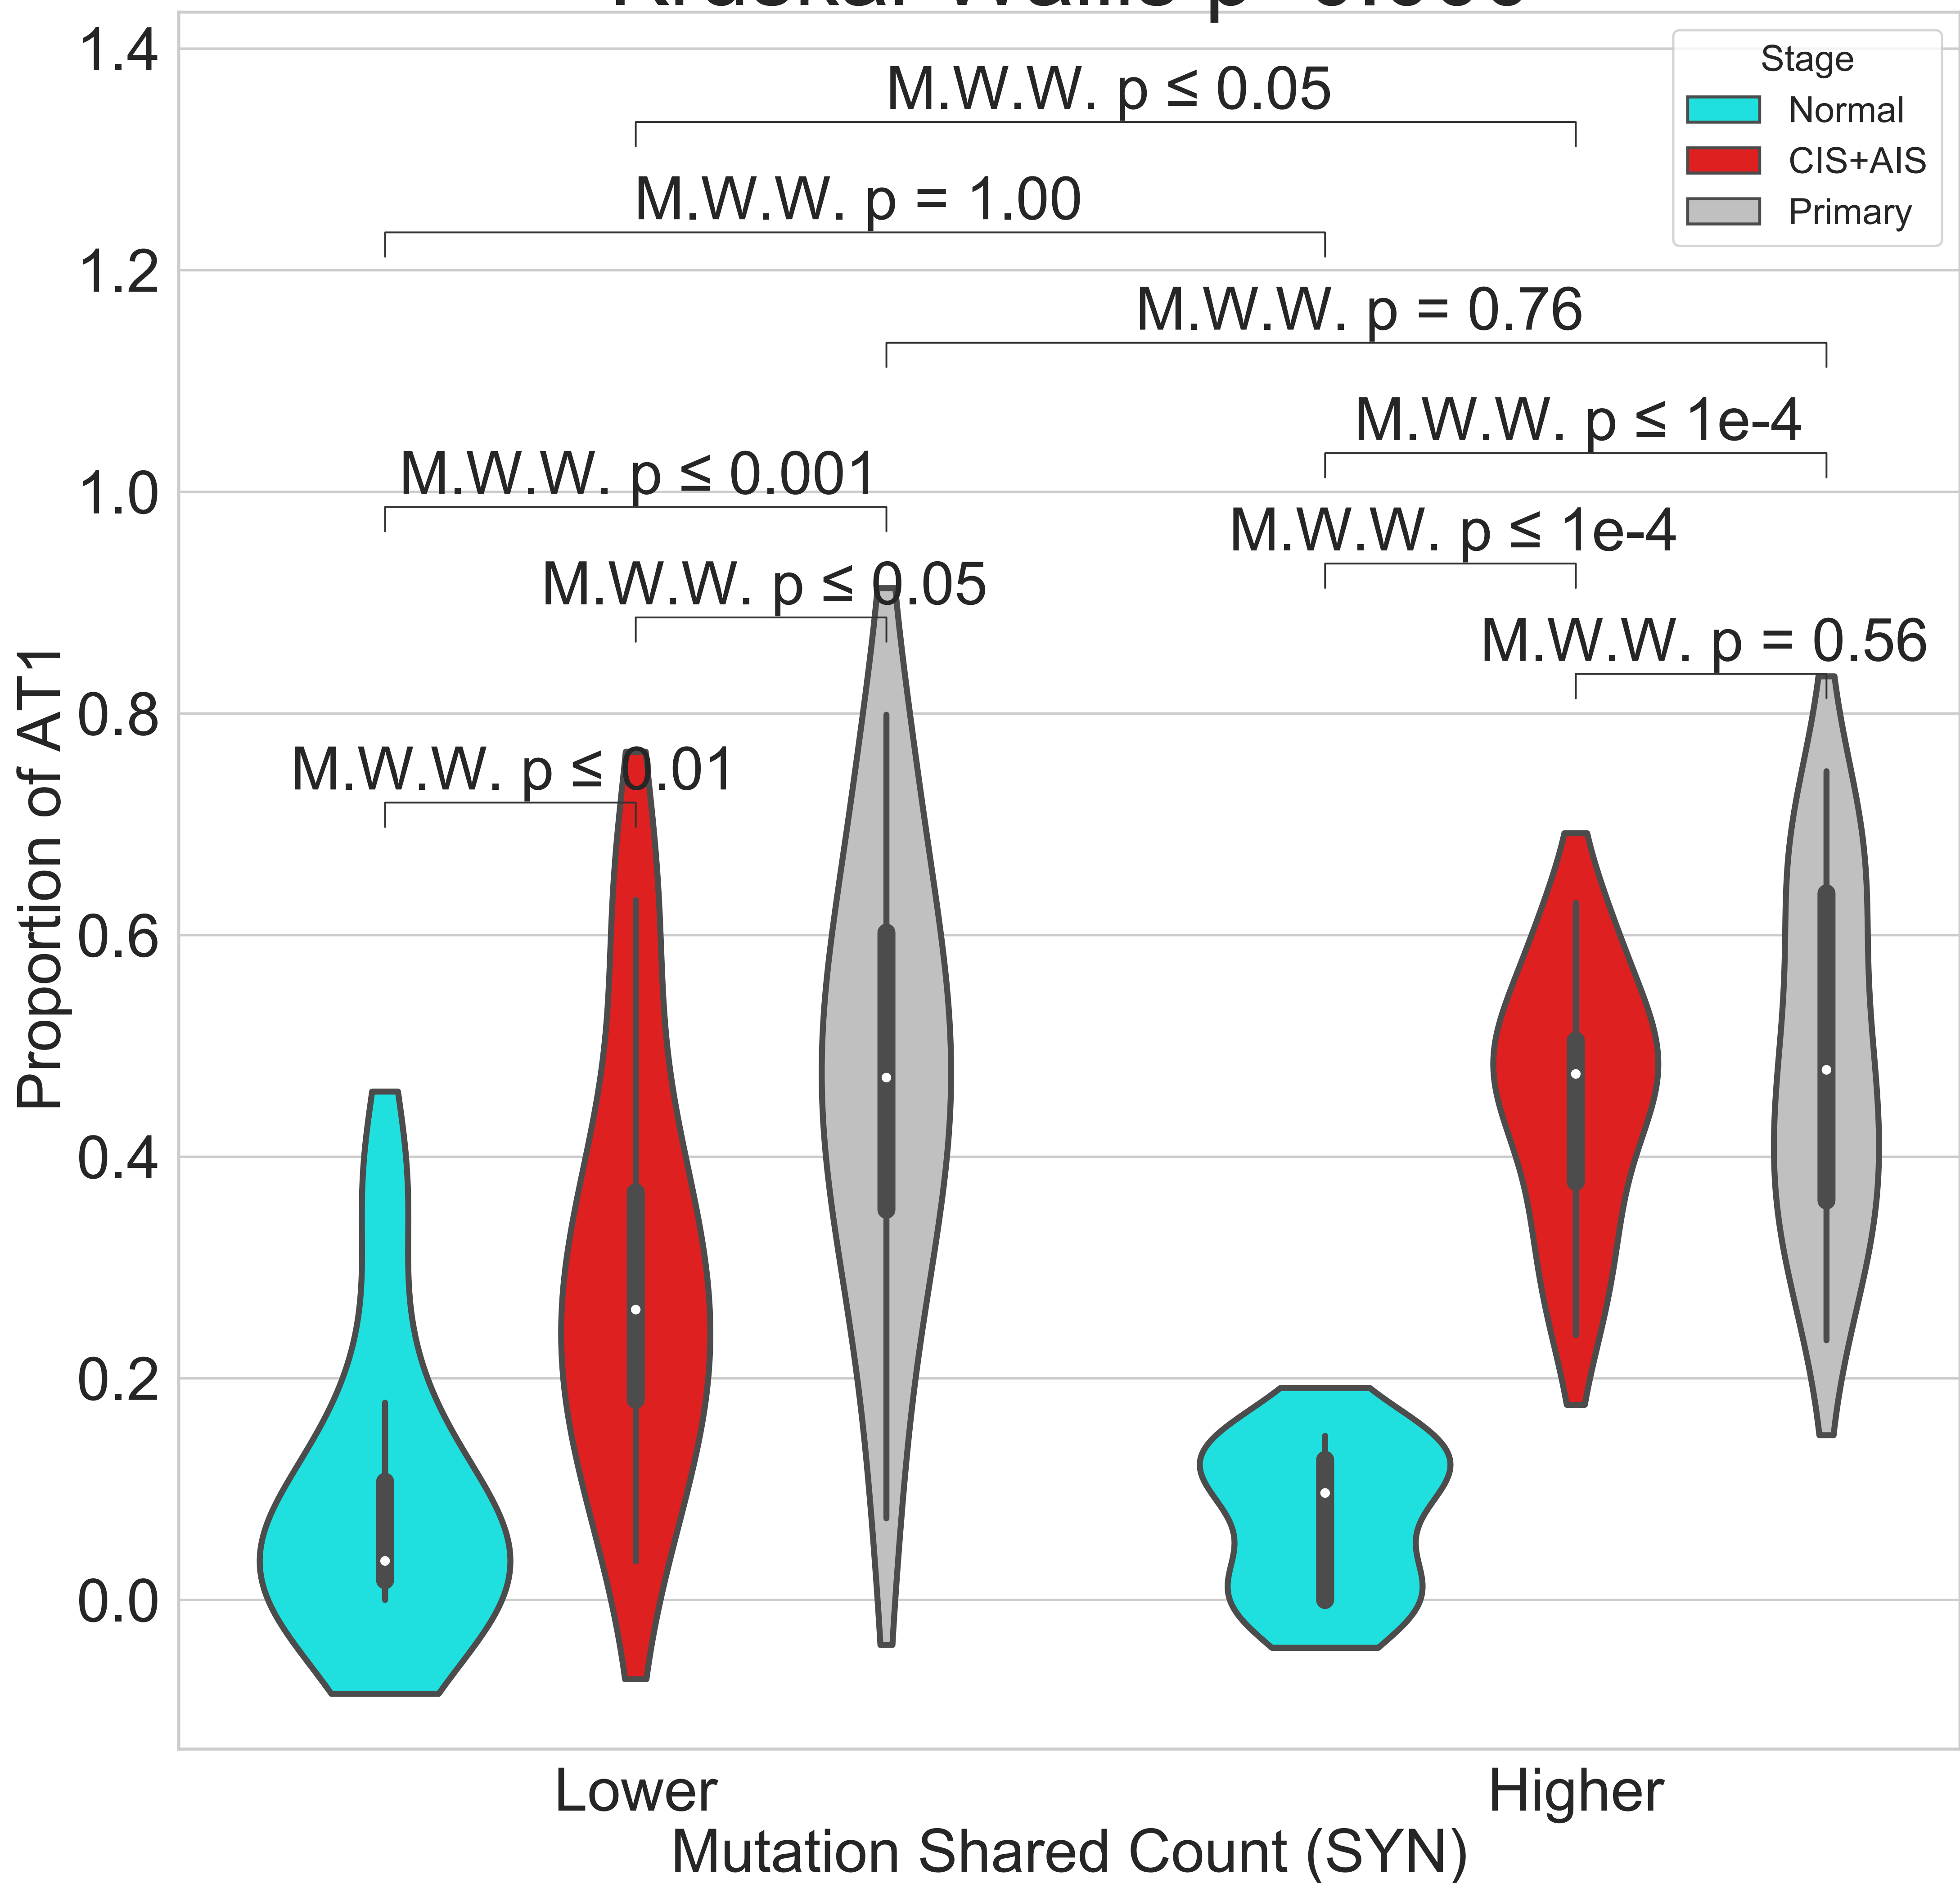 1.4
1.2
1.0
0.8
0.6
0.4
0.2
0.0
Proportion of AT1
M.W.W. p ≤ 0.05
M.W.W. p = 1.00
M.W.W. p = 0.76
M.W.W. p ≤ 1e-4
M.W.W. p ≤ 0.001
M.W.W. p ≤ 1e-4
M.W.W. p ≤ 0.05
M.W.W. p = 0.56
M.W.W. p ≤ 0.01
Stage
Normal
CIS+AIS
Primary
Lower
Higher
Mutation Shared Count (SYN)